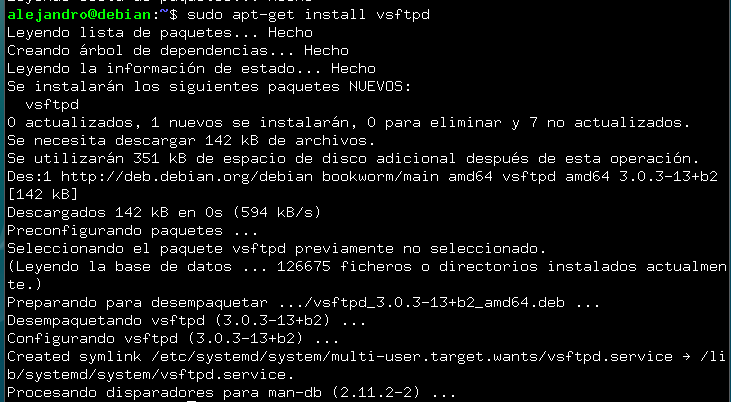 alejandro@debian:~$ sudo apt-get install vsftpd
Leyendo lista de paquetes... Hecho
Creando árbol de dependencias... Hecho
Leyendo la información de estado... Hecho
Se instalarán los siguientes paquetes NUEVOS:
  vsftpd
0 actualizados, 1 nuevos se instalarán, 0 para eliminar y 7 no actualizados.
Se necesita descargar 142 kB de archivos.
Se utilizarán 351 kB de espacio de disco adicional después de esta operación.
Des:1 http://deb.debian.org/debian bookworm/main amd64 vsftpd amd64 3.0.3-13+b2
[142 kB]
Descargados 142 kB en 0s (594 kB/s)
Preconfigurando paquetes ...
Seleccionando el paquete vsftpd previamente no seleccionado.
(Leyendo la base de datos ... 126675 ficheros o directorios instalados actualmen
te.)
Preparando para desempaquetar .../vsftpd_3.0.3-13+b2_amd64.deb ...
Desempaquetando vsftpd (3.0.3-13+b2) ...
Configurando vsftpd (3.0.3-13+b2) ...
Created symlink /etc/systemd/system/multi-user.target.wants/vsftpd.service → /li
b/systemd/system/vsftpd.service.
Procesando disparadores para man-db (2.11.2-2) ...